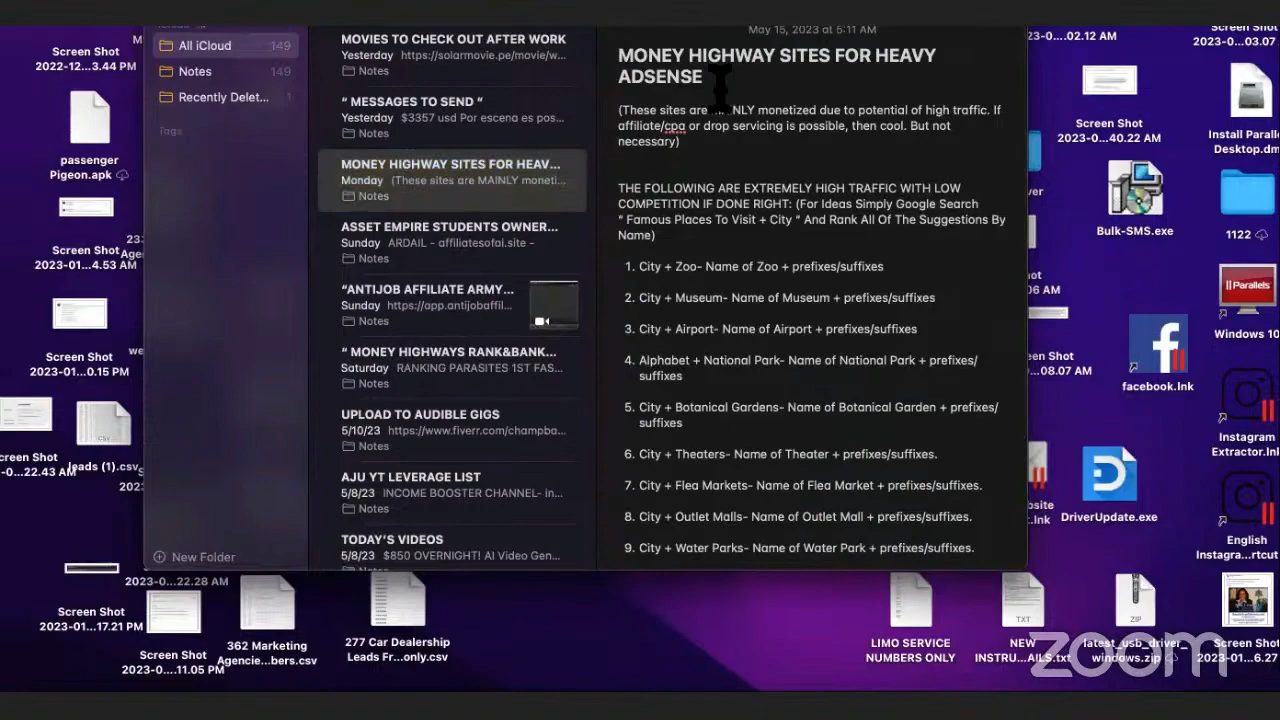 All iCloud 149
Notes 149
Recently Delet... 1
Tags
New Folder
MOVIES TO CHECK OUT AFTER WORK
Yesterday https://solarmovie.pe/movie/w...
Notes
“ MESSAGES TO SEND ”
Yesterday $3357 usd Por escena es pos...
Notes
MONEY HIGHWAY SITES FOR HEAV...
Monday (These sites are MAINLY moneti...
Notes
ASSET EMPIRE STUDENTS OWNER...
Sunday ARDAIL - affiliatesofai.site -
Notes
“ANTIJOB AFFILIATE ARMY...
Sunday https://app.antijobaffil...
Notes
“ MONEY HIGHWAYS RANK&BANK...
Saturday RANKING PARASITES 1ST FAS...
Notes
UPLOAD TO AUDIBLE GIGS
5/10/23 https://www.fiverr.com/champba...
Notes
AJU YT LEVERAGE LIST
5/8/23 INCOME BOOSTER CHANNEL- in...
Notes
TODAY’S VIDEOS
5/8/23 $850 OVERNIGHT! AI Video Gen...
May 15, 2023 at 5:11 AM
MONEY HIGHWAY SITES FOR HEAVY
ADSENSE
(These sites are MAINLY monetized due to potential of high traffic. If
affiliate/cpa or drop servicing is possible, then cool. But not
necessary)
THE FOLLOWING ARE EXTREMELY HIGH TRAFFIC WITH LOW
COMPETITION IF DONE RIGHT: (For Ideas Simply Google Search
“ Famous Places To Visit + City “ And Rank All Of The Suggestions By
Name)
1. City + Zoo- Name of Zoo + prefixes/suffixes
2. City + Museum- Name of Museum + prefixes/suffixes
3. City + Airport- Name of Airport + prefixes/suffixes
4. Alphabet + National Park- Name of National Park + prefixes/
suffixes
5. City + Botanical Gardens- Name of Botanical Garden + prefixes/
suffixes
6. City + Theaters- Name of Theater + prefixes/suffixes.
7. City + Flea Markets- Name of Flea Market + prefixes/suffixes.
8. City + Outlet Malls- Name of Outlet Mall + prefixes/suffixes.
9. City + Water Parks- Name of Water Park + prefixes/suffixes.
Screen Shot
2022-12...3.44 PM
passenger
Pigeon.apk
Screen Shot
2023-01...4.53 AM
Screen Shot
2023-01...0.15 PM
leads (1).csv
Screen Shot
2023-01...17.21 PM
2023-0...22.28 AM
Screen Shot
2023-0....11.05 PM
362 Marketing
Agencie...bers.csv
277 Car Dealership
Leads Fr...only.csv
Screen Shot
2023-0...40.22 AM
Install Parallels
Desktop.dm
Bulk-SMS.exe
1122
Parallels
Windows 10
facebook.lnk
Instagram
Extractor.lnk
DriverUpdate.exe
English
Instagra...rtcut
LIMO SERVICE
NUMBERS ONLY
NEW
INSTRU...AILS.txt
latest_usb_driver_
windows.zip
Screen Shot
2023-01...6.27
TXT
ZIP
zoom